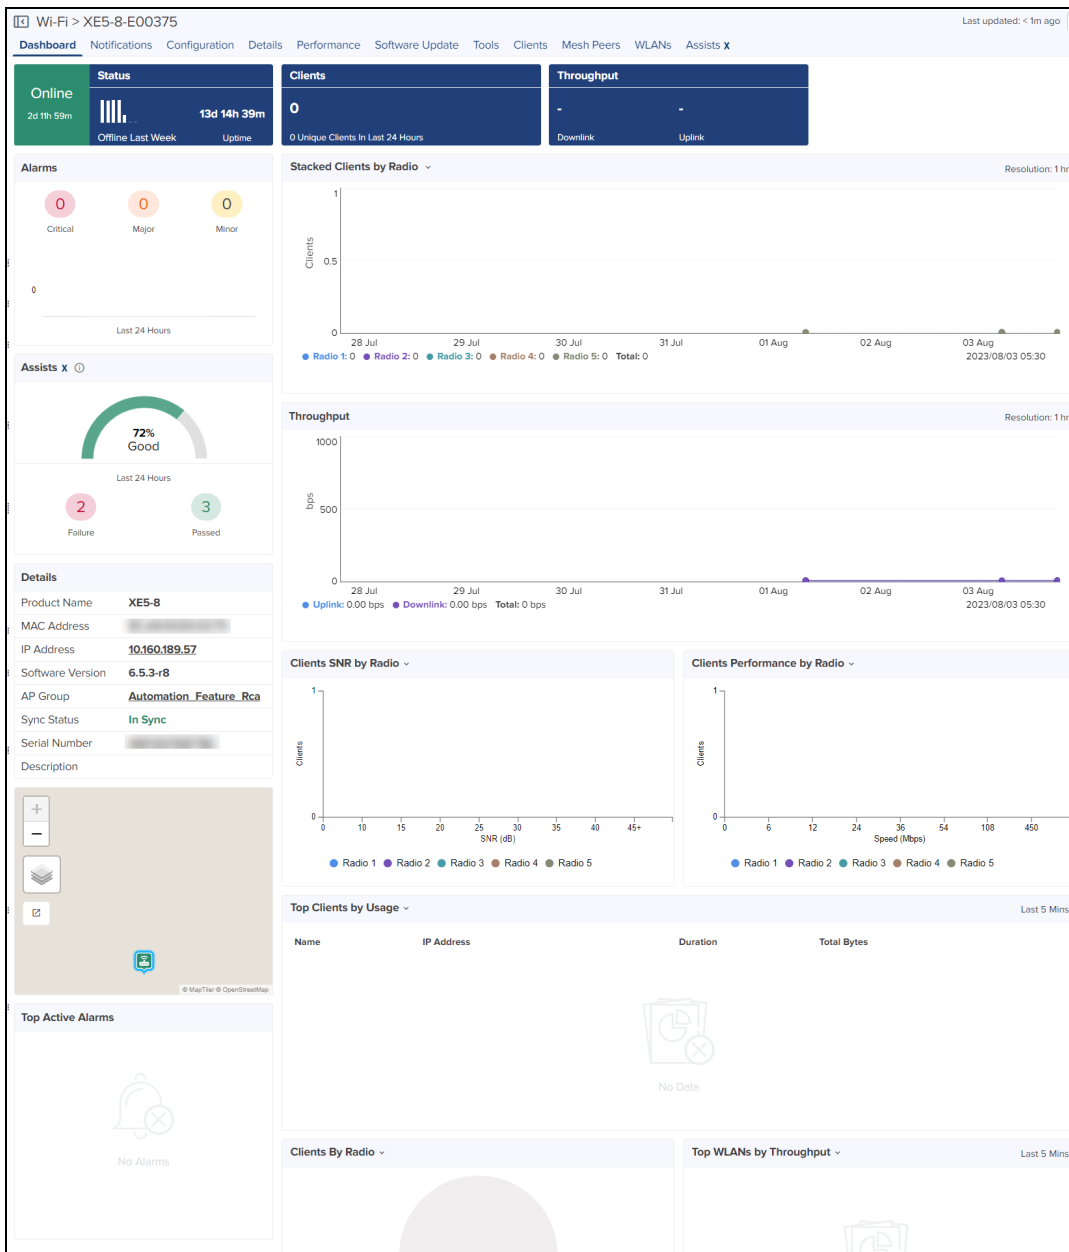 Wi-Fi > XE5-8-E00375
Last updated: < 1m ago
Dashboard Notifications Configuration Details Performance Software Update Tools Clients Mesh Peers WLANs Assists X
Online
2d 11h 59m
Status
13d 14h 39m
Offline Last Week Uptime
Clients
0
0 Unique Clients In Last 24 Hours
Throughput
- -
Downlink Uplink
Alarms
0 0 0
Critical Major Minor
0
Last 24 Hours
Assists X
72%
Good
Last 24 Hours
2 3
Failure Passed
Details
Product Name XE5-8
MAC Address
IP Address 10.160.189.57
Software Version 6.5.3-r8
AP Group Automation_Feature_Rca
Sync Status In Sync
Serial Number
Description
+
−
© MapTiler © OpenStreetMap
Top Active Alarms
No Alarms
Stacked Clients by Radio
Resolution: 1 hr
1
Clients
0.5
0
28 Jul 29 Jul 30 Jul 31 Jul 01 Aug 02 Aug 03 Aug
Radio 1: 0 Radio 2: 0 Radio 3: 0 Radio 4: 0 Radio 5: 0 Total: 0
2023/08/03 05:30
Throughput
Resolution: 1 hr
1000
bps
500
0
28 Jul 29 Jul 30 Jul 31 Jul 01 Aug 02 Aug 03 Aug
Uplink: 0.00 bps Downlink: 0.00 bps Total: 0 bps
2023/08/03 05:30
Clients SNR by Radio
1
Clients
0
0 10 15 20 25 30 35 40 45+
SNR (dB)
Radio 1 Radio 2 Radio 3 Radio 4 Radio 5
Clients Performance by Radio
1
Clients
0
0 6 12 24 36 54 108 450
Speed (Mbps)
Radio 1 Radio 2 Radio 3 Radio 4 Radio 5
Top Clients by Usage
Last 5 Mins
Name IP Address Duration Total Bytes
No Data
Clients By Radio
Top WLANs by Throughput
Last 5 Mins